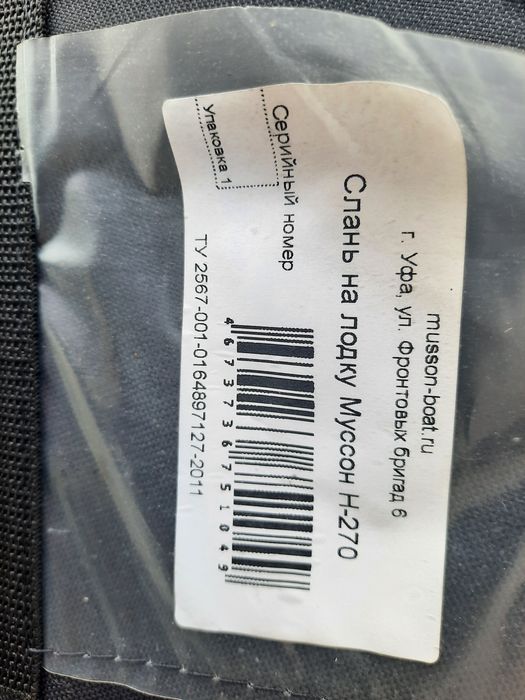 musson-boat.ru
г. Уфа, ул. Фронтовых бригад 6
Слань на лодку Муссон Н-270
Серийный номер
4673736751049
Упаковка 1
ТУ 2567-001-0164897127-2011